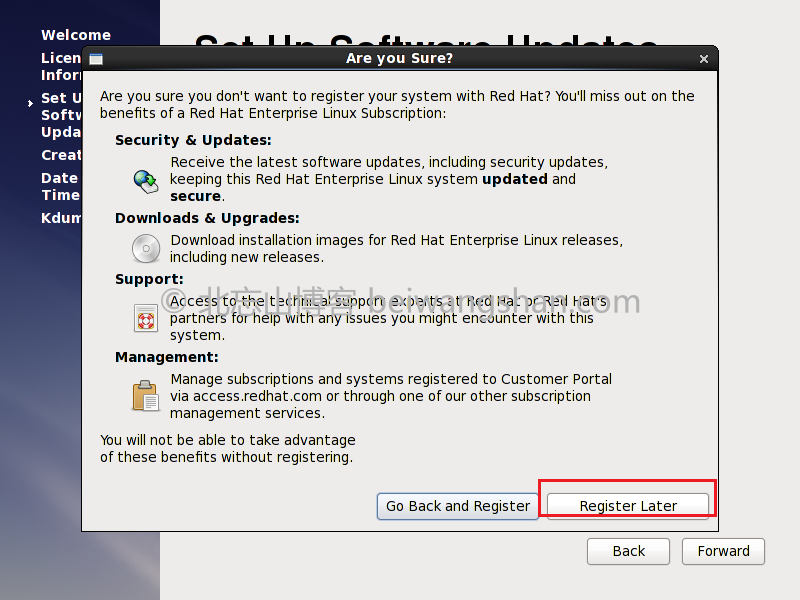 Welcome
Licen
Inforr
Set U
Softw
Upda
Creat
Date
Time
Kdum
Set Up Software Updates
Are you Sure?
Are you sure you don't want to register your system with Red Hat? You'll miss out on the
benefits of a Red Hat Enterprise Linux Subscription:
Security & Updates:
Receive the latest software updates, including security updates,
keeping this Red Hat Enterprise Linux system updated and
secure.
Downloads & Upgrades:
Download installation images for Red Hat Enterprise Linux releases,
including new releases.
Support:
Access to the technical support experts at Red Hat or Red Hat's
partners for help with any issues you might encounter with this
system.
© 北忘山博客 beiwangshan.com
Management:
Manage subscriptions and systems registered to Customer Portal
via access.redhat.com or through one of our other subscription
management services.
You will not be able to take advantage
of these benefits without registering.
Go Back and Register
Register Later
Back
Forward